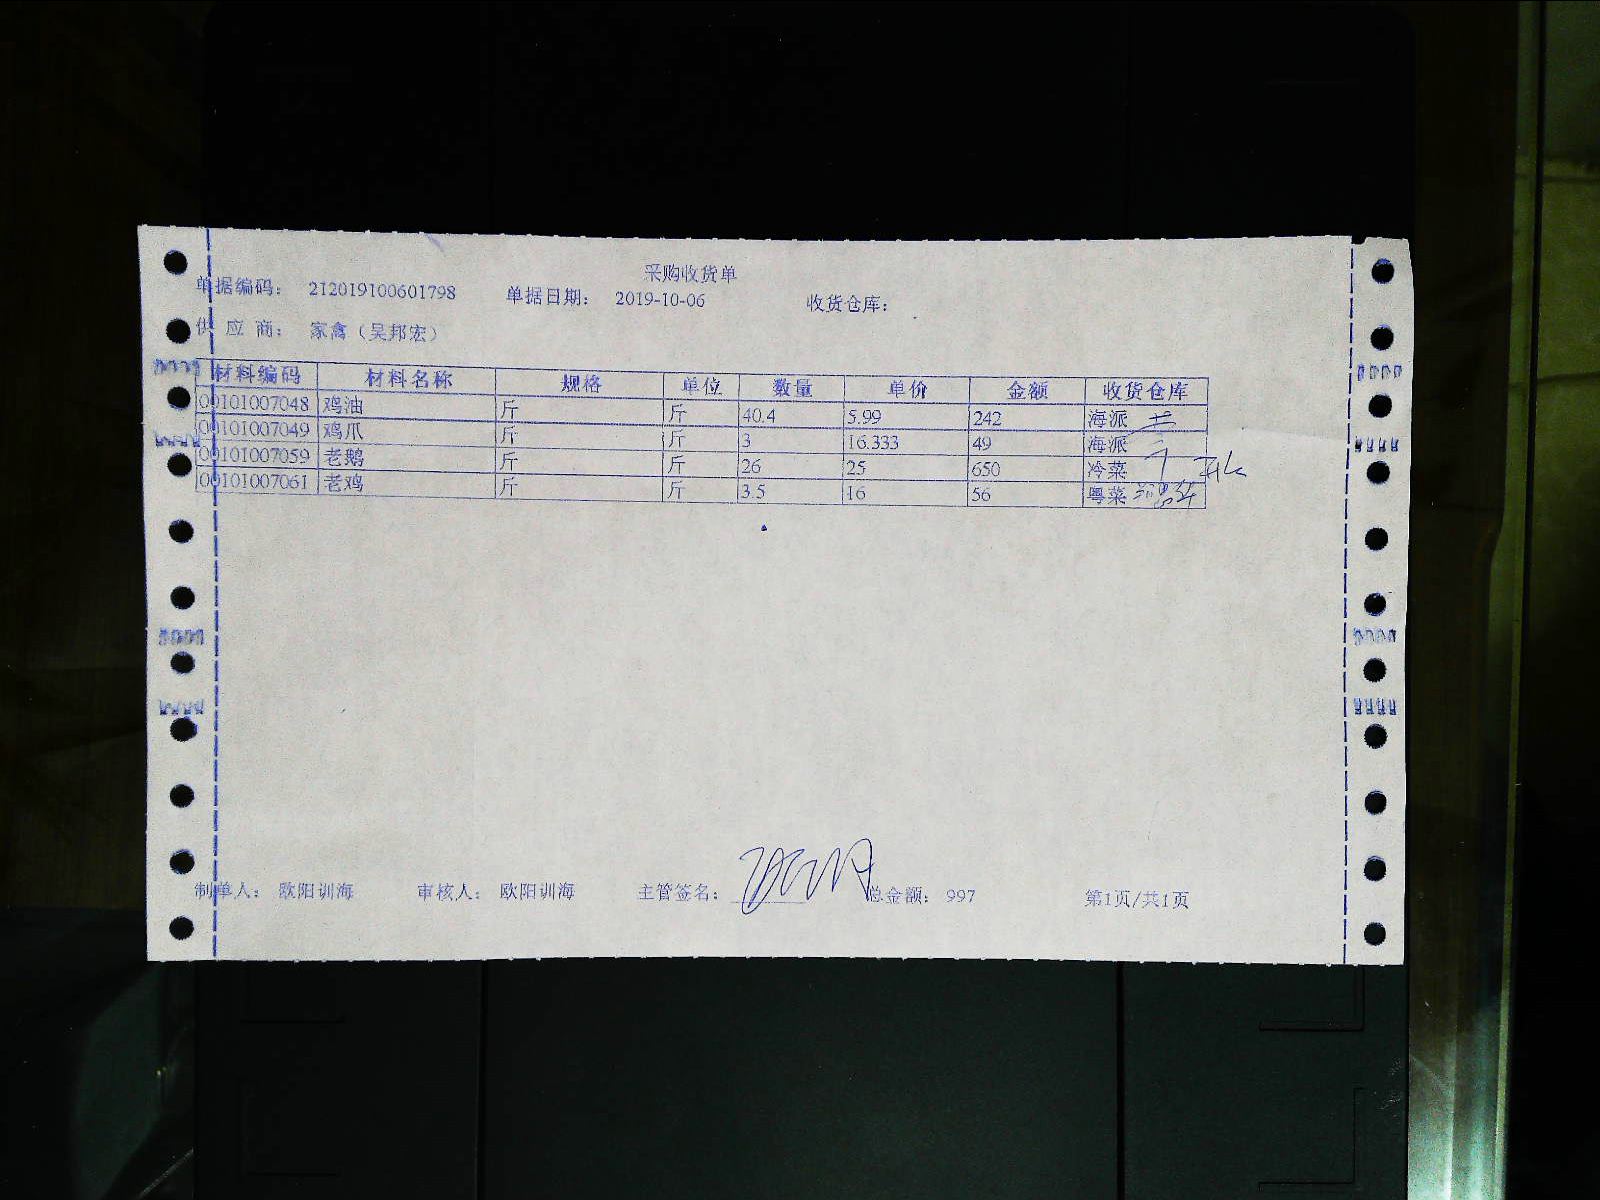 采购收货单
单据编码: 212019100601798 单据日期: 2019-10-06 收货仓库:
供应商: 家禽（吴邦宏）
材料编码 材料名称 规格 单位 数量 单价 金额 收货仓库
00101007048 鸡油 斤 斤 40.4 5.99 242 海派
00101007049 鸡爪 斤 斤 3 16.333 49 海派
00101007059 老鹅 斤 斤 26 25 650 冷菜
00101007061 老鸡 斤 斤 3.5 16 56 粤菜
制单人: 欧阳训海 审核人: 欧阳训海 主管签名: 总金额: 997 第1页/共1页